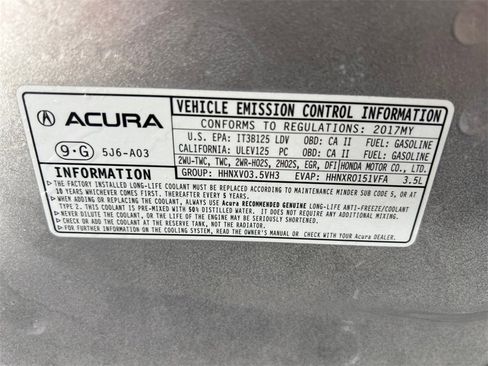 ACURA
9·G 5J6-A03
VEHICLE EMISSION CONTROL INFORMATION
CONFORMS TO REGULATIONS: 2017MY
U.S. EPA: IT3B125 LDV OBD: CA II FUEL: GASOLINE
CALIFORNIA: ULEV125 PC OBD: CA II FUEL: GASOLINE
2WU-TWC, TWC, 2WR-HO2S, 2HO2S, EGR, DFI HONDA MOTOR CO., LTD.
GROUP: HHNXV03.5VH3 EVAP: HHNXR0151VFA 3.5L
▷THE FACTORY INSTALLED LONG-LIFE COOLANT MUST BE REPLACED ACCORDING TO MAINTENANCE MINDER SUB CODE 5, OR AT
10 YEARS WHICHEVER COMES FIRST. THEREAFTER REPLACE EVERY 5 YEARS.
▷WHEN ADDING OR REPLACING COOLANT, ALWAYS USE Acura RECOMMENDED GENUINE LONG-LIFE ANTI-FREEZE/COOLANT
TYPE 2. THIS COOLANT IS PRE-MIXED WITH 50% DISTILLED WATER. IT DOES NOT REQUIRE ANY ADDITIONAL MIXING.
▷NEVER DILUTE THE COOLANT, OR THE LIFE OF THE ENGINE MAY BE SERIOUSLY SHORTENED.
▷ADD COOLANT AT THE RESERVE TANK, NOT THE RADIATOR.
▷FOR FURTHER INFORMATION ON THE COOLING SYSTEM, READ THE OWNER'S MANUAL OR CHECK WITH Acura DEALER.